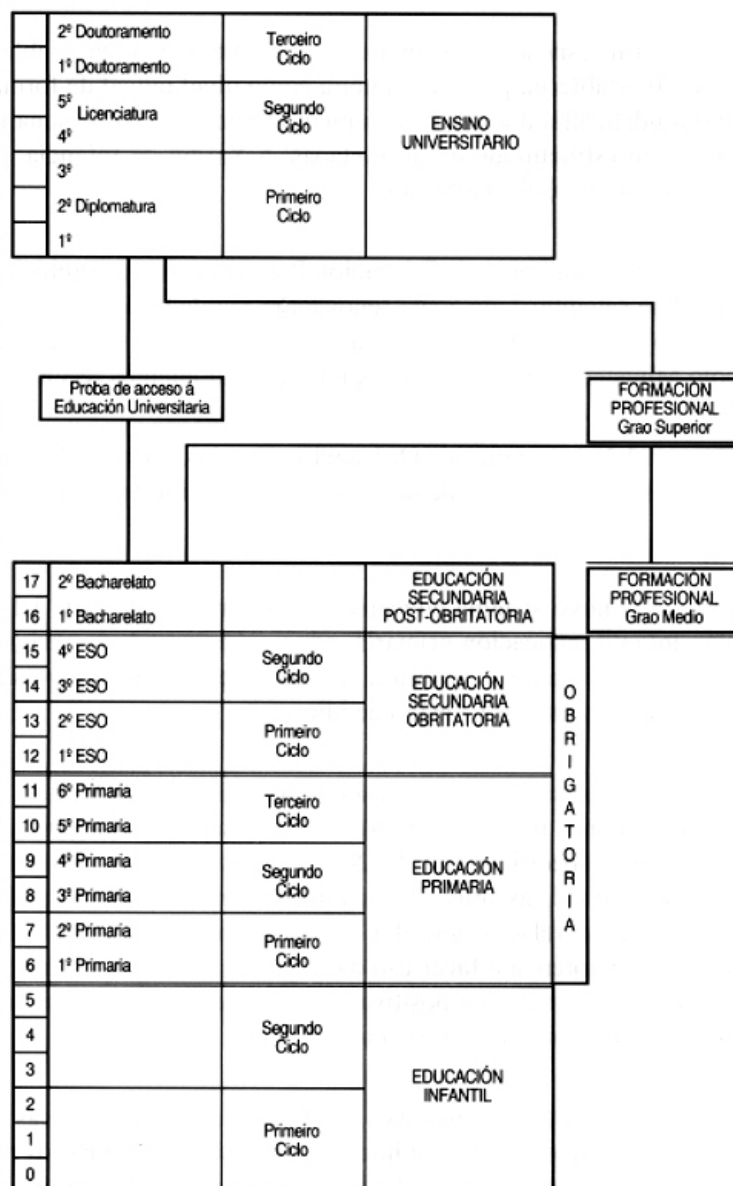 2º Doutoramento
1º Doutoramento
Terceiro
Ciclo
5º
Licenciatura
4º
Segundo
Ciclo
3º
2º Diplomatura
1º
Primeiro
Ciclo
ENSINO
UNIVERSITARIO
Proba de acceso á
Educación Universitaria
FORMACIÓN
PROFESIONAL
Grao Superior
17 2º Bacharelato
16 1º Bacharelato
EDUCACIÓN
SECUNDARIA
POST-OBRITATORIA
FORMACIÓN
PROFESIONAL
Grao Medio
15 4º ESO
14 3º ESO
Segundo
Ciclo
13 2º ESO
12 1º ESO
Primeiro
Ciclo
EDUCACIÓN
SECUNDARIA
OBRITATORIA
11 6º Primaria
10 5º Primaria
Terceiro
Ciclo
9 4º Primaria
8 3º Primaria
Segundo
Ciclo
7 2º Primaria
6 1º Primaria
Primeiro
Ciclo
EDUCACIÓN
PRIMARIA
OBRIGATORIA
5
4
3
Segundo
Ciclo
2
1
0
Primeiro
Ciclo
EDUCACIÓN
INFANTIL